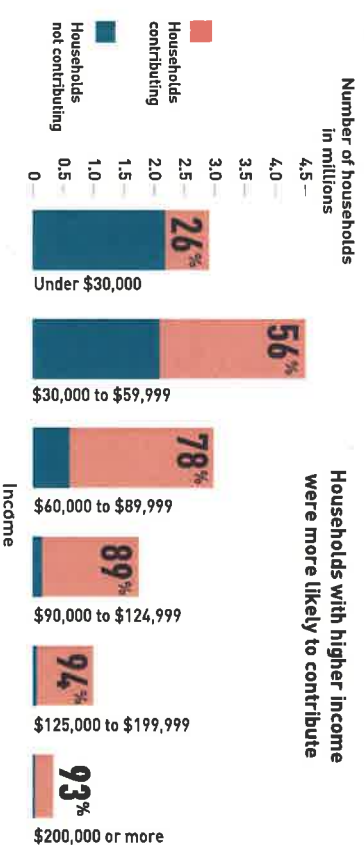 Households with higher income
were more likely to contribute
Number of households
in millions
Households
contributing
Households
not contributing
4.5
4.0
3.5
3.0
2.5
2.0
1.5
1.0
0.5
0
26%
56%
78%
89%
94%
93%
Under $30,000
$30,000 to $59,999
$60,000 to $89,999
$90,000 to $124,999
$125,000 to $199,999
$200,000 or more
Income